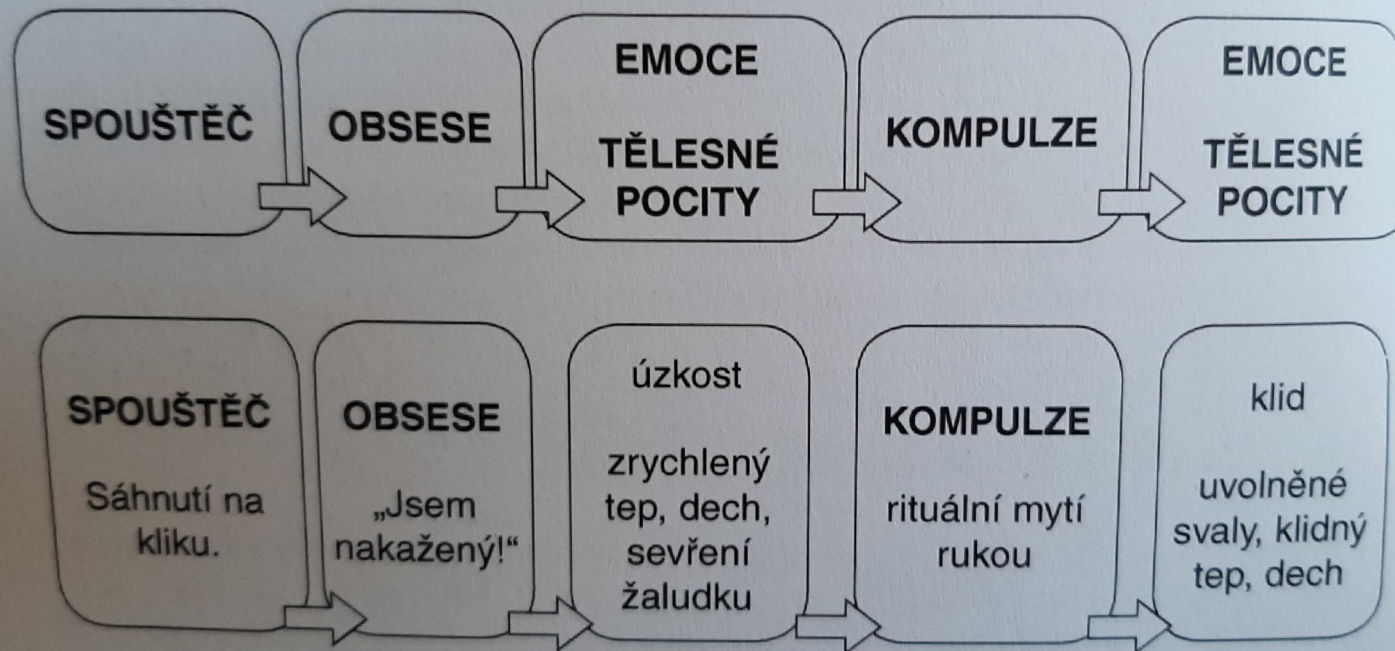 SPOUŠTĚČ
OBSESE
EMOCE
TĚLESNÉ
POCITY
KOMPULZE
EMOCE
TĚLESNÉ
POCITY
SPOUŠTĚČ
Sáhnutí na
kliku.
OBSESE
„Jsem
nakažený!“
úzkost
zrychlený
tep, dech,
sevření
žaludku
KOMPULZE
rituální mytí
rukou
klid
uvolněné
svaly, klidný
tep, dech